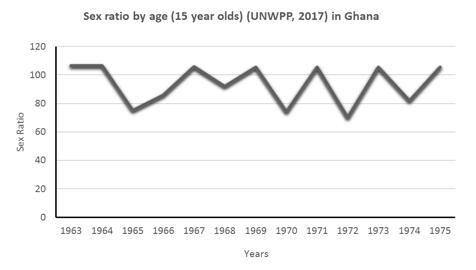 Sex ratio by age (15 year olds) (UNWPP, 2017) in Ghana
120
100
80
60
40
20
0
Sex Ratio
1963 1964 1965 1966 1967 1968 1969 1970 1971 1972 1973 1974 1975
Years